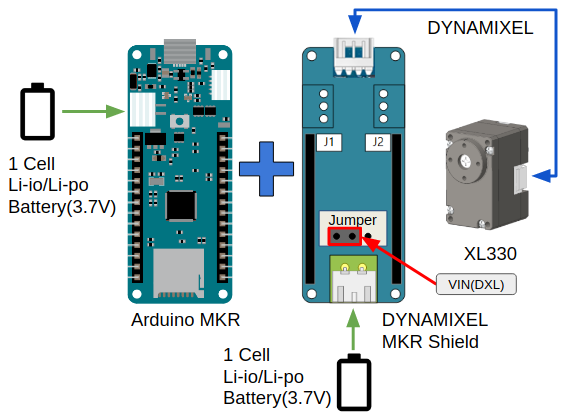 DYNAMIXEL
1 Cell
Li-io/Li-po
Battery(3.7V)
J1
J2
Jumper
XL330
VIN(DXL)
Arduino MKR
DYNAMIXEL
MKR Shield
1 Cell
Li-io/Li-po
Battery(3.7V)